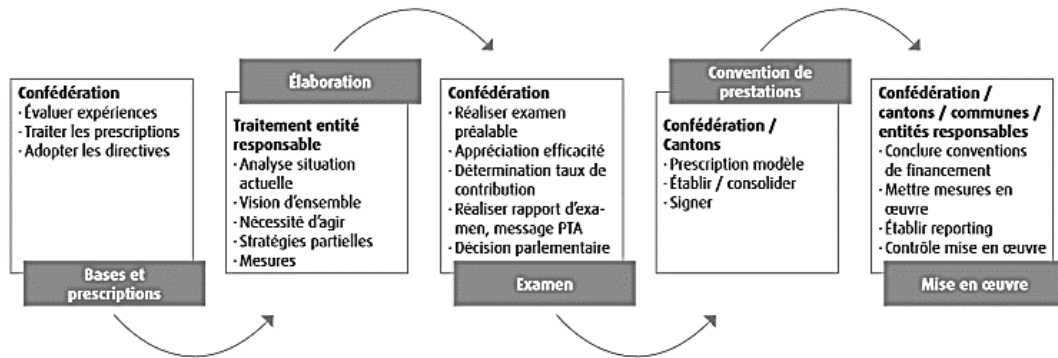 Confédération
· Évaluer expériences
· Traiter les prescriptions
· Adopter les directives
Bases et
prescriptions
Élaboration
Traitement entité
responsable
· Analyse situation
actuelle
· Vision d'ensemble
· Nécessité d'agir
· Stratégies partielles
· Mesures
Confédération
· Réaliser examen
préalable
· Appréciation efficacité
· Détermination taux de
contribution
· Réaliser rapport d'exa-
men, message PTA
· Décision parlementaire
Examen
Convention de
prestations
Confédération /
Cantons
· Prescription modèle
· Établir / consolider
· Signer
Confédération /
cantons / communes /
entités responsables
· Conclure conventions
de financement
· Mettre mesures en
œuvre
· Établir reporting
· Contrôle mise en œuvre
Mise en œuvre